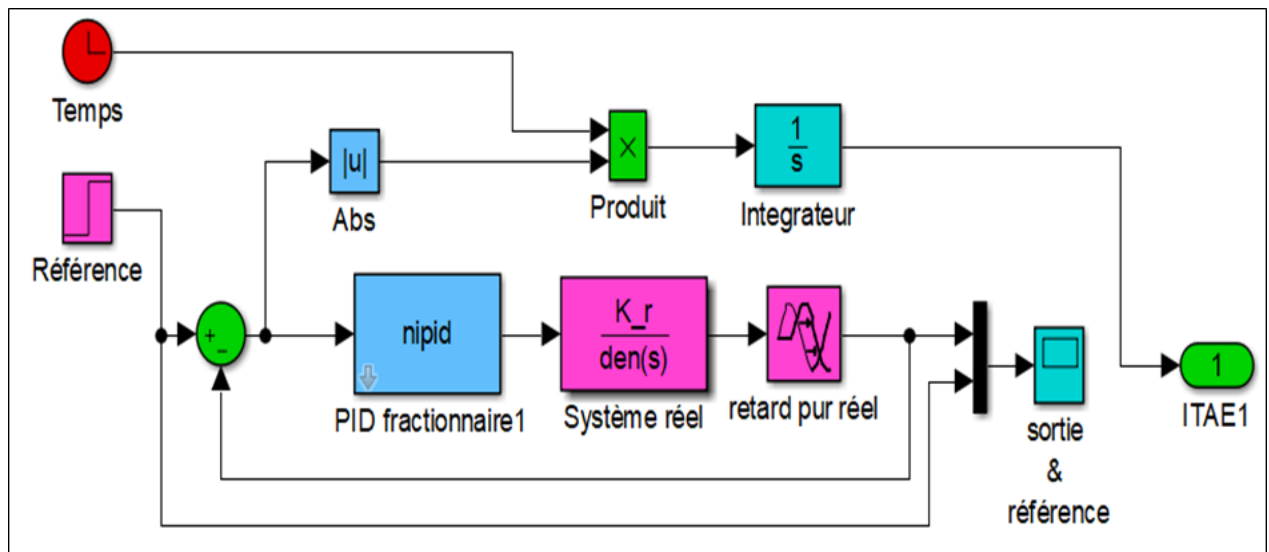 Temps
|u|
Abs
×
Produit
1
s
Integrateur
Référence
+
-
nipid
PID fractionnaire1
K_r
den(s)
Système réel
retard pur réel
sortie
&
référence
1
ITAE1